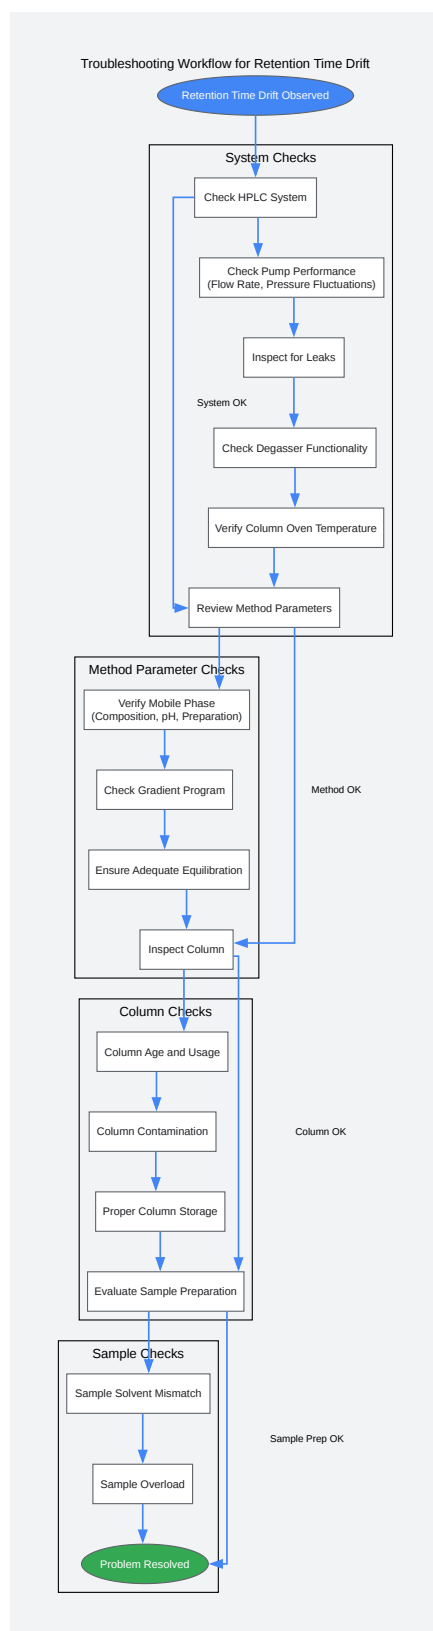 Troubleshooting Workflow for Retention Time Drift
Retention Time Drift Observed
System Checks
Check HPLC System
Check Pump Performance
(Flow Rate, Pressure Fluctuations)
Inspect for Leaks
System OK
Check Degasser Functionality
Verify Column Oven Temperature
Review Method Parameters
Method Parameter Checks
Verify Mobile Phase
(Composition, pH, Preparation)
Check Gradient Program
Method OK
Ensure Adequate Equilibration
Inspect Column
Column Checks
Column Age and Usage
Column Contamination
Column OK
Proper Column Storage
Evaluate Sample Preparation
Sample Checks
Sample Solvent Mismatch
Sample Prep OK
Sample Overload
Problem Resolved